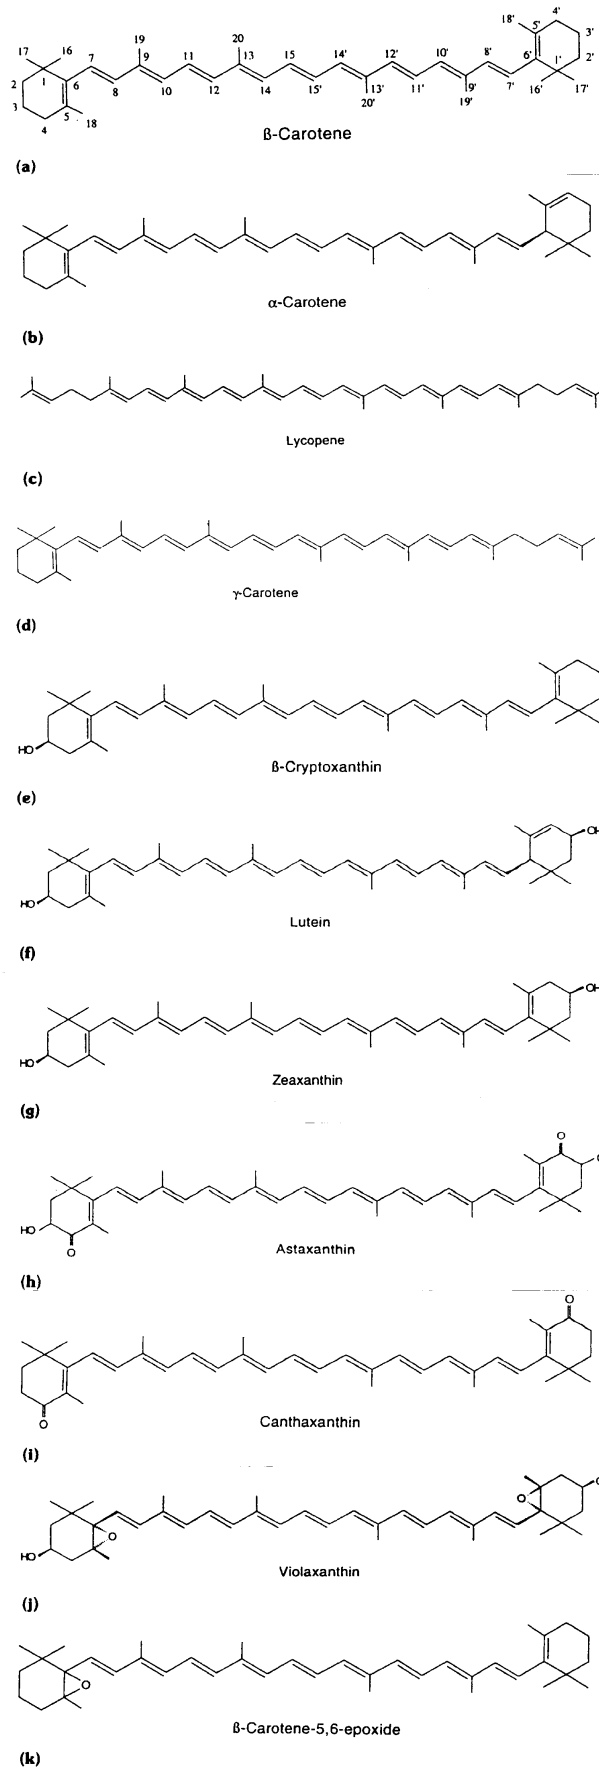 4'
18' 5' 3'
19 20 15 14' 12' 10' 8' 6' 1' 2'
17 16 7 9 11 13
2 1 6 8 10 12 14 15' 13' 11' 9' 7' 16' 17'
3 5 20' 19'
4 18
ß-Carotene
(a)
α-Carotene
(b)
Lycopene
(c)
γ-Carotene
(d)
HO
ß-Cryptoxanthin
(e)
OH
HO
Lutein
(f)
OH
HO
Zeaxanthin
(g)
O
HO
O
Astaxanthin
(h)
O
O
Canthaxanthin
(i)
O
O
HO
Violaxanthin
(j)
O
ß-Carotene-5,6-epoxide
(k)